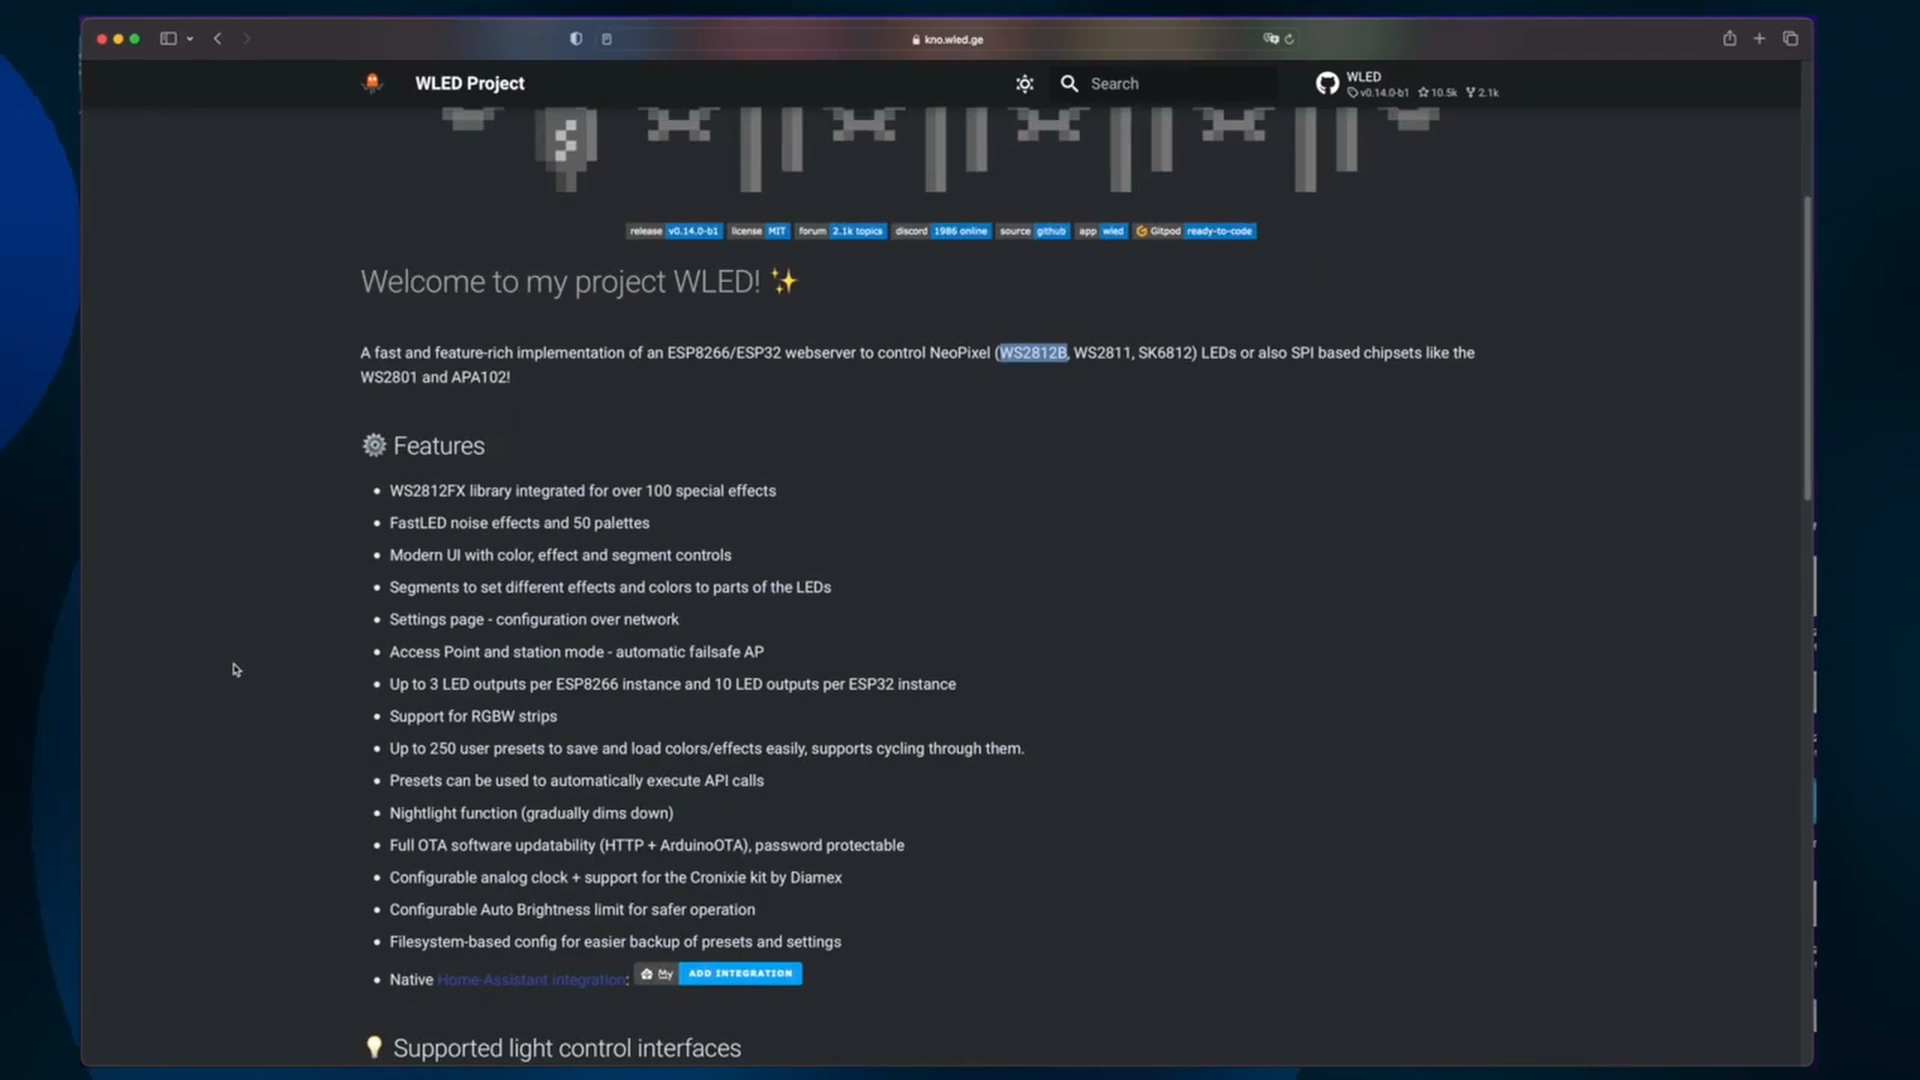 kno.wled.ge
WLED Project
Search
WLED
v0.14.0-b1 10.5k 2.1k
release v0.14.0-b1 license MIT forum 2.1k topics discord 1986 online source github app wled Gitpod ready-to-code
Welcome to my project WLED! ✨
A fast and feature-rich implementation of an ESP8266/ESP32 webserver to control NeoPixel (WS2812B, WS2811, SK6812) LEDs or also SPI based chipsets like the
WS2801 and APA102!
⚙️ Features
• WS2812FX library integrated for over 100 special effects
• FastLED noise effects and 50 palettes
• Modern UI with color, effect and segment controls
• Segments to set different effects and colors to parts of the LEDs
• Settings page - configuration over network
• Access Point and station mode - automatic failsafe AP
• Up to 3 LED outputs per ESP8266 instance and 10 LED outputs per ESP32 instance
• Support for RGBW strips
• Up to 250 user presets to save and load colors/effects easily, supports cycling through them.
• Presets can be used to automatically execute API calls
• Nightlight function (gradually dims down)
• Full OTA software updatability (HTTP + ArduinoOTA), password protectable
• Configurable analog clock + support for the Cronixie kit by Diamex
• Configurable Auto Brightness limit for safer operation
• Filesystem-based config for easier backup of presets and settings
• Native Home-Assistant integration: My ADD INTEGRATION
💡 Supported light control interfaces